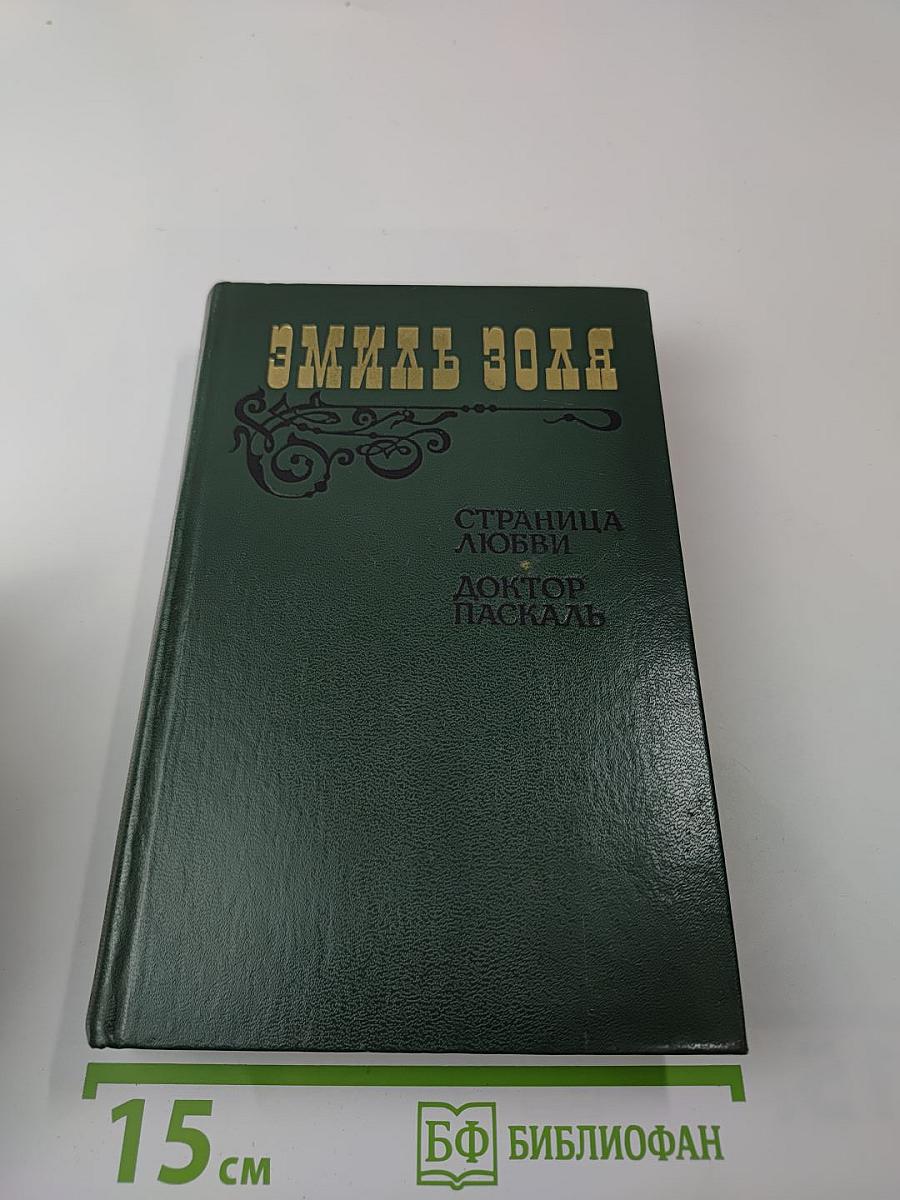 ЭМИЛЬ ЗОЛЯ
СТРАНИЦА
ЛЮБВИ
ДОКТОР
ПАСКАЛЬ
15 см
БФ БИБЛИОФАН